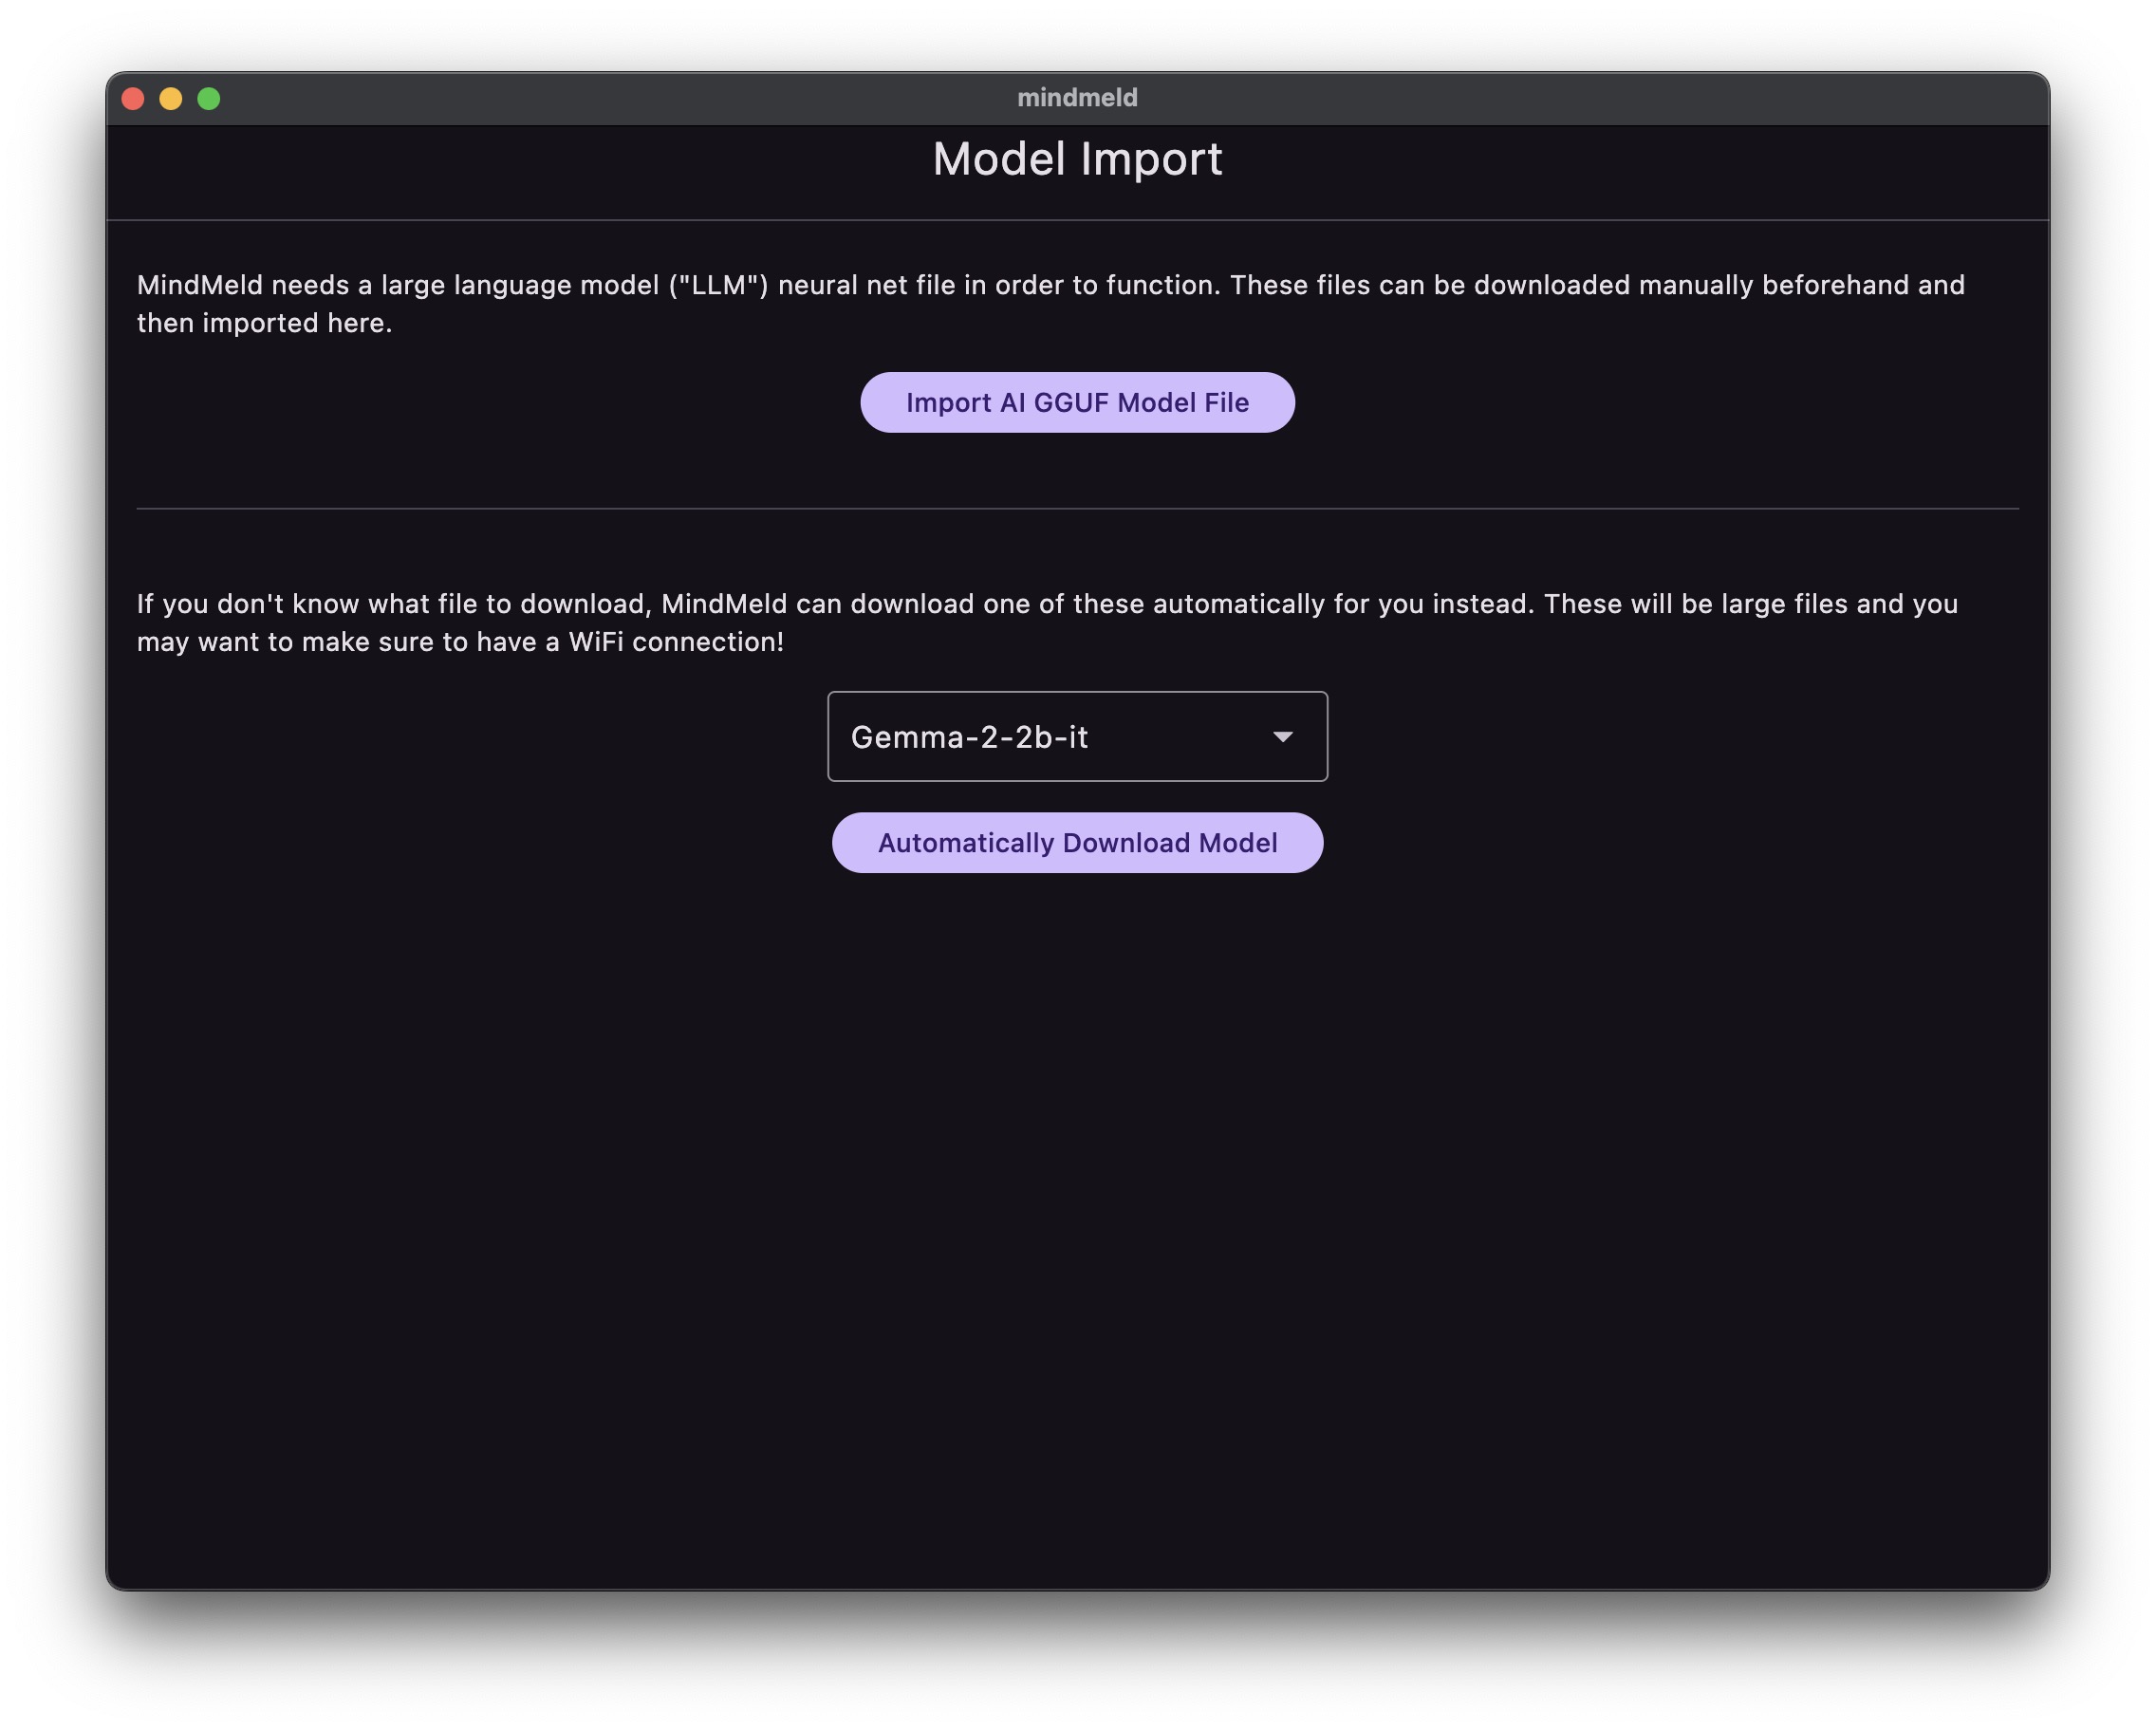 mindmeld
Model Import
MindMeld needs a large language model ("LLM") neural net file in order to function. These files can be downloaded manually beforehand and
then imported here.
Import AI GGUF Model File
If you don't know what file to download, MindMeld can download one of these automatically for you instead. These will be large files and you
may want to make sure to have a WiFi connection!
Gemma-2-2b-it
Automatically Download Model